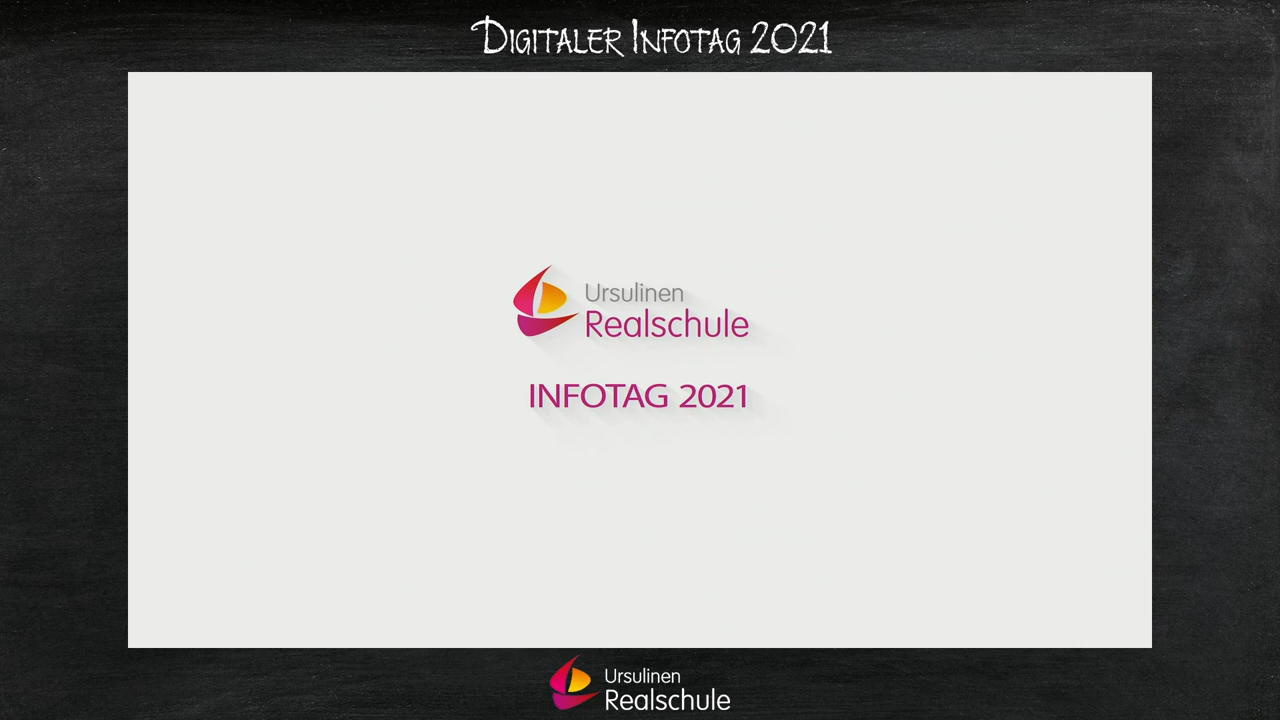 Digitaler Infotag 2021
Ursulinen
Realschule
INFOTAG 2021
Ursulinen
Realschule